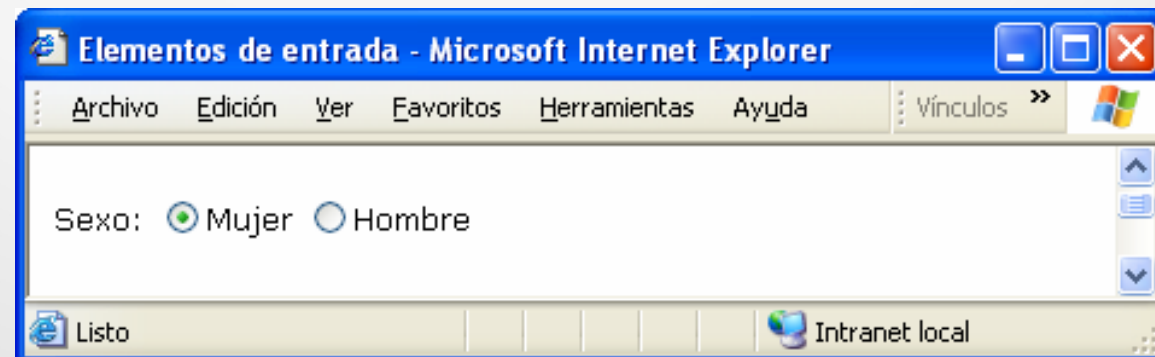 Elementos de entrada - Microsoft Internet Explorer
Archivo Edición Ver Favoritos Herramientas Ayuda Vínculos »
Sexo: Mujer Hombre
Listo Intranet local